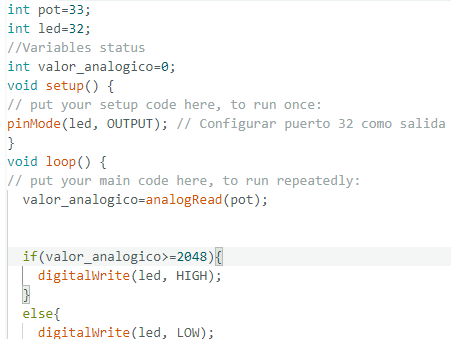 int pot=33;
int led=32;
//Variables status
int valor_analogico=0;
void setup() {
// put your setup code here, to run once:
pinMode(led, OUTPUT); // Configurar puerto 32 como salida
}
void loop() {
// put your main code here, to run repeatedly:
valor_analogico=analogRead(pot);
if(valor_analogico>=2048){
digitalWrite(led, HIGH);
}
else{
digitalWrite(led, LOW);